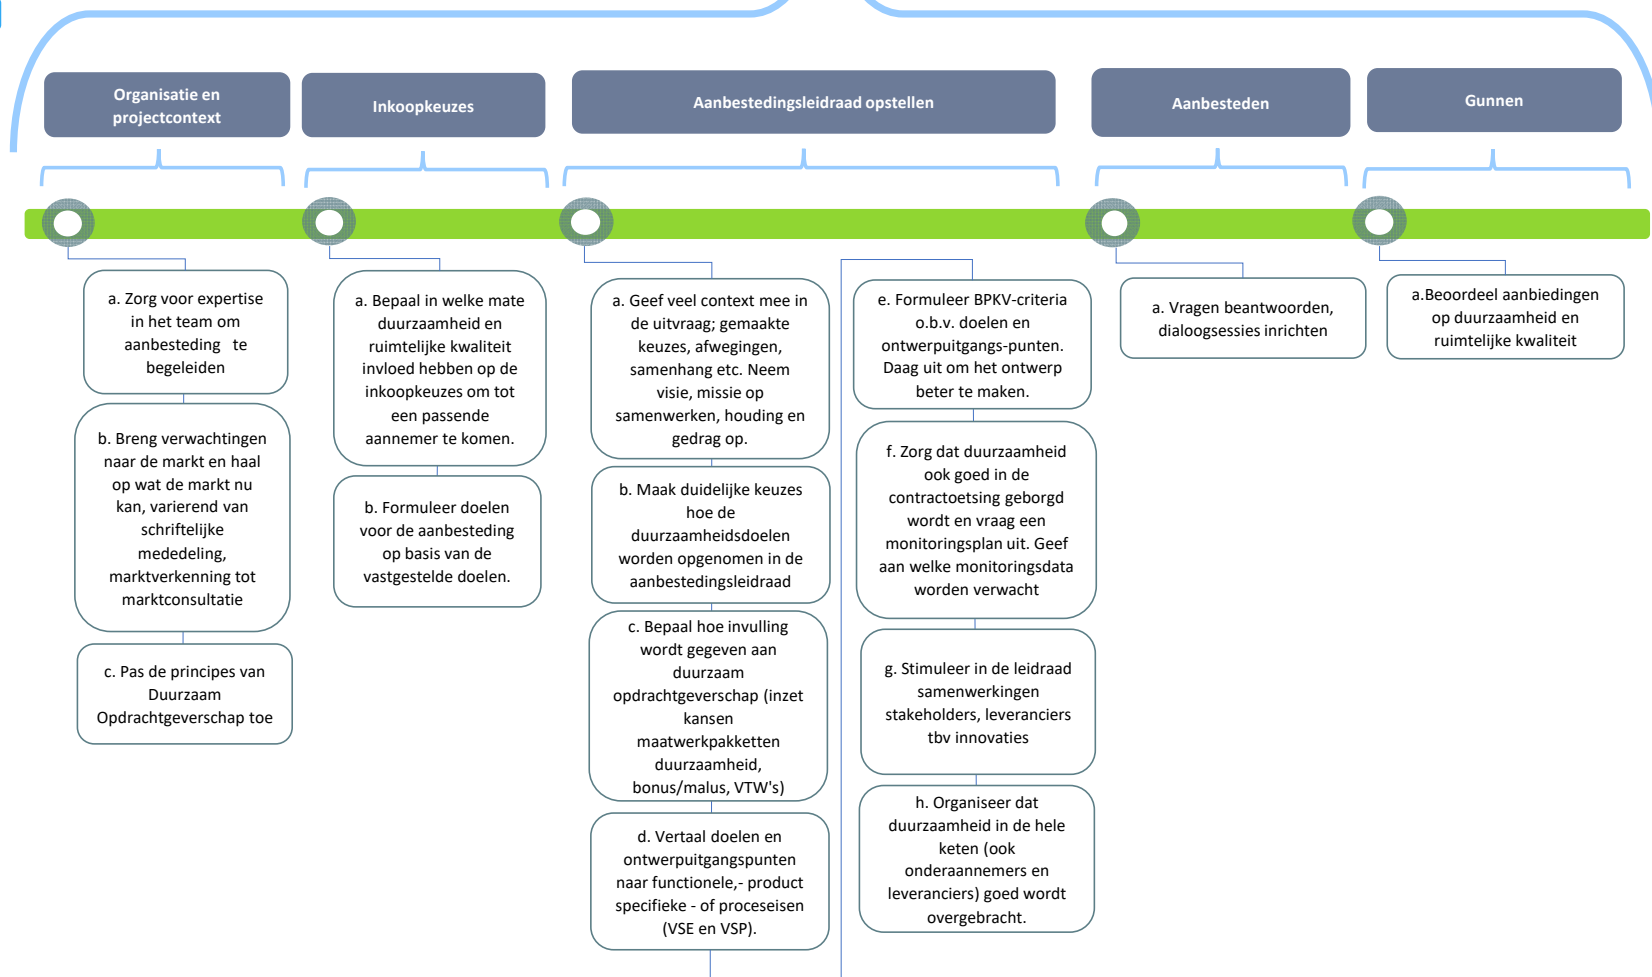 Organisatie en
projectcontext
Inkoopkeuzes
Aanbestedingsleidraad opstellen
Aanbesteden
Gunnen
a. Zorg voor expertise
in het team om
aanbesteding te
begeleiden
b. Breng verwachtingen
naar de markt en haal
op wat de markt nu
kan, varierend van
schriftelijke
mededeling,
marktverkenning tot
marktconsultatie
c. Pas de principes van
Duurzaam
Opdrachtgeverschap toe
a. Bepaal in welke mate
duurzaamheid en
ruimtelijke kwaliteit
invloed hebben op de
inkoopkeuzes om tot
een passende
aannemer te komen.
b. Formuleer doelen
voor de aanbesteding
op basis van de
vastgestelde doelen.
a. Geef veel context mee in
de uitvraag; gemaakte
keuzes, afwegingen,
samenhang etc. Neem
visie, missie op
samenwerken, houding en
gedrag op.
b. Maak duidelijke keuzes
hoe de
duurzaamheidsdoelen
worden opgenomen in de
aanbestedingsleidraad
c. Bepaal hoe invulling
wordt gegeven aan
duurzaam
opdrachtgeverschap (inzet
kansen
maatwerkpakketten
duurzaamheid,
bonus/malus, VTW's)
d. Vertaal doelen en
ontwerpuitgangspunten
naar functionele,- product
specifieke - of proceseisen
(VSE en VSP).
e. Formuleer BPKV-criteria
o.b.v. doelen en
ontwerpuitgangs-punten.
Daag uit om het ontwerp
beter te maken.
f. Zorg dat duurzaamheid
ook goed in de
contractoetsing geborgd
wordt en vraag een
monitoringsplan uit. Geef
aan welke monitoringsdata
worden verwacht
g. Stimuleer in de leidraad
samenwerkingen
stakeholders, leveranciers
tbv innovaties
h. Organiseer dat
duurzaamheid in de hele
keten (ook
onderaannemers en
leveranciers) goed wordt
overgebracht.
a. Vragen beantwoorden,
dialoogsessies inrichten
a.Beoordeel aanbiedingen
op duurzaamheid en
ruimtelijke kwaliteit